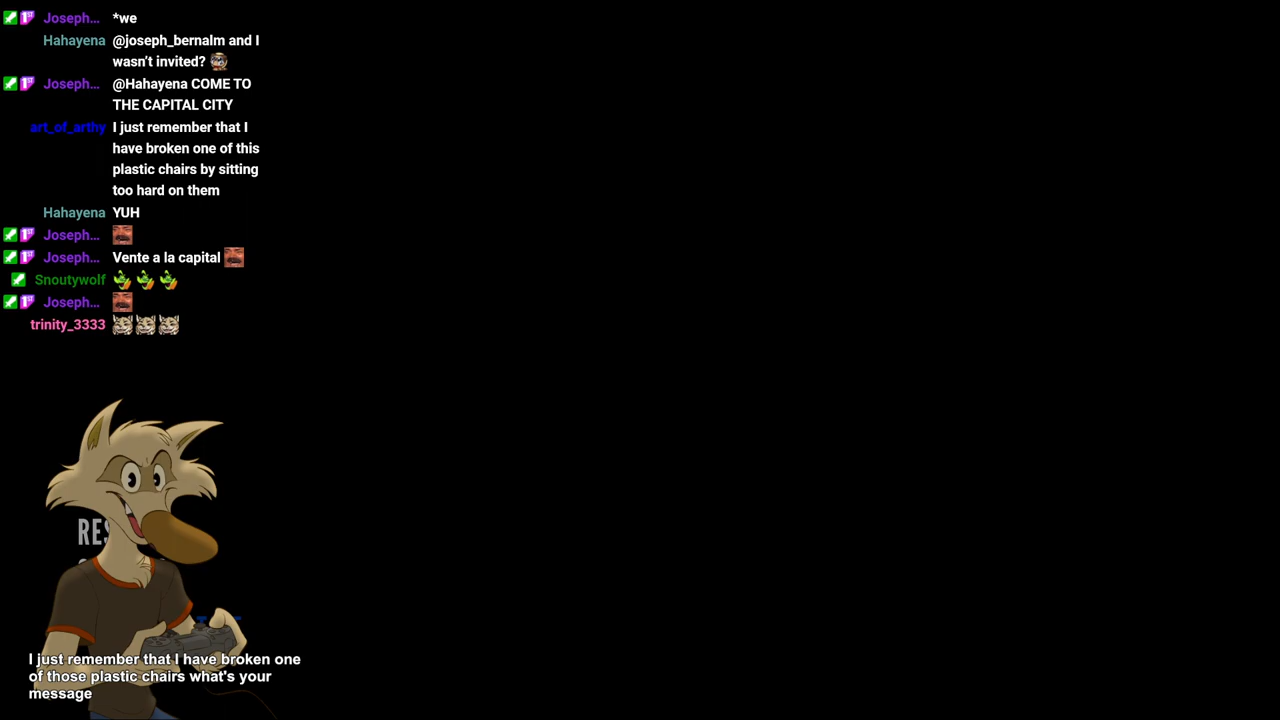 Joseph... *we
Hahayena @joseph_bernalm and I
wasn't invited?
Joseph... @Hahayena COME TO
THE CAPITAL CITY
art_of_arthy I just remember that I
have broken one of this
plastic chairs by sitting
too hard on them
Hahayena YUH
Joseph...
Joseph... Vente a la capital
Snoutywolf
Joseph...
trinity_3333
RES
I just remember that I have broken one
of those plastic chairs what's your
message